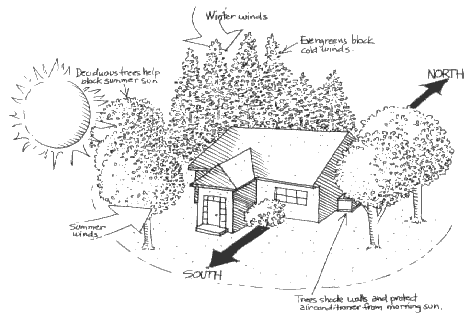 Winter winds
Evergreens block
cold winds.
Deciduous trees help
block summer sun
NORTH
Summer
winds
SOUTH
Trees shade walls and protect
airconditioner from morning sun.